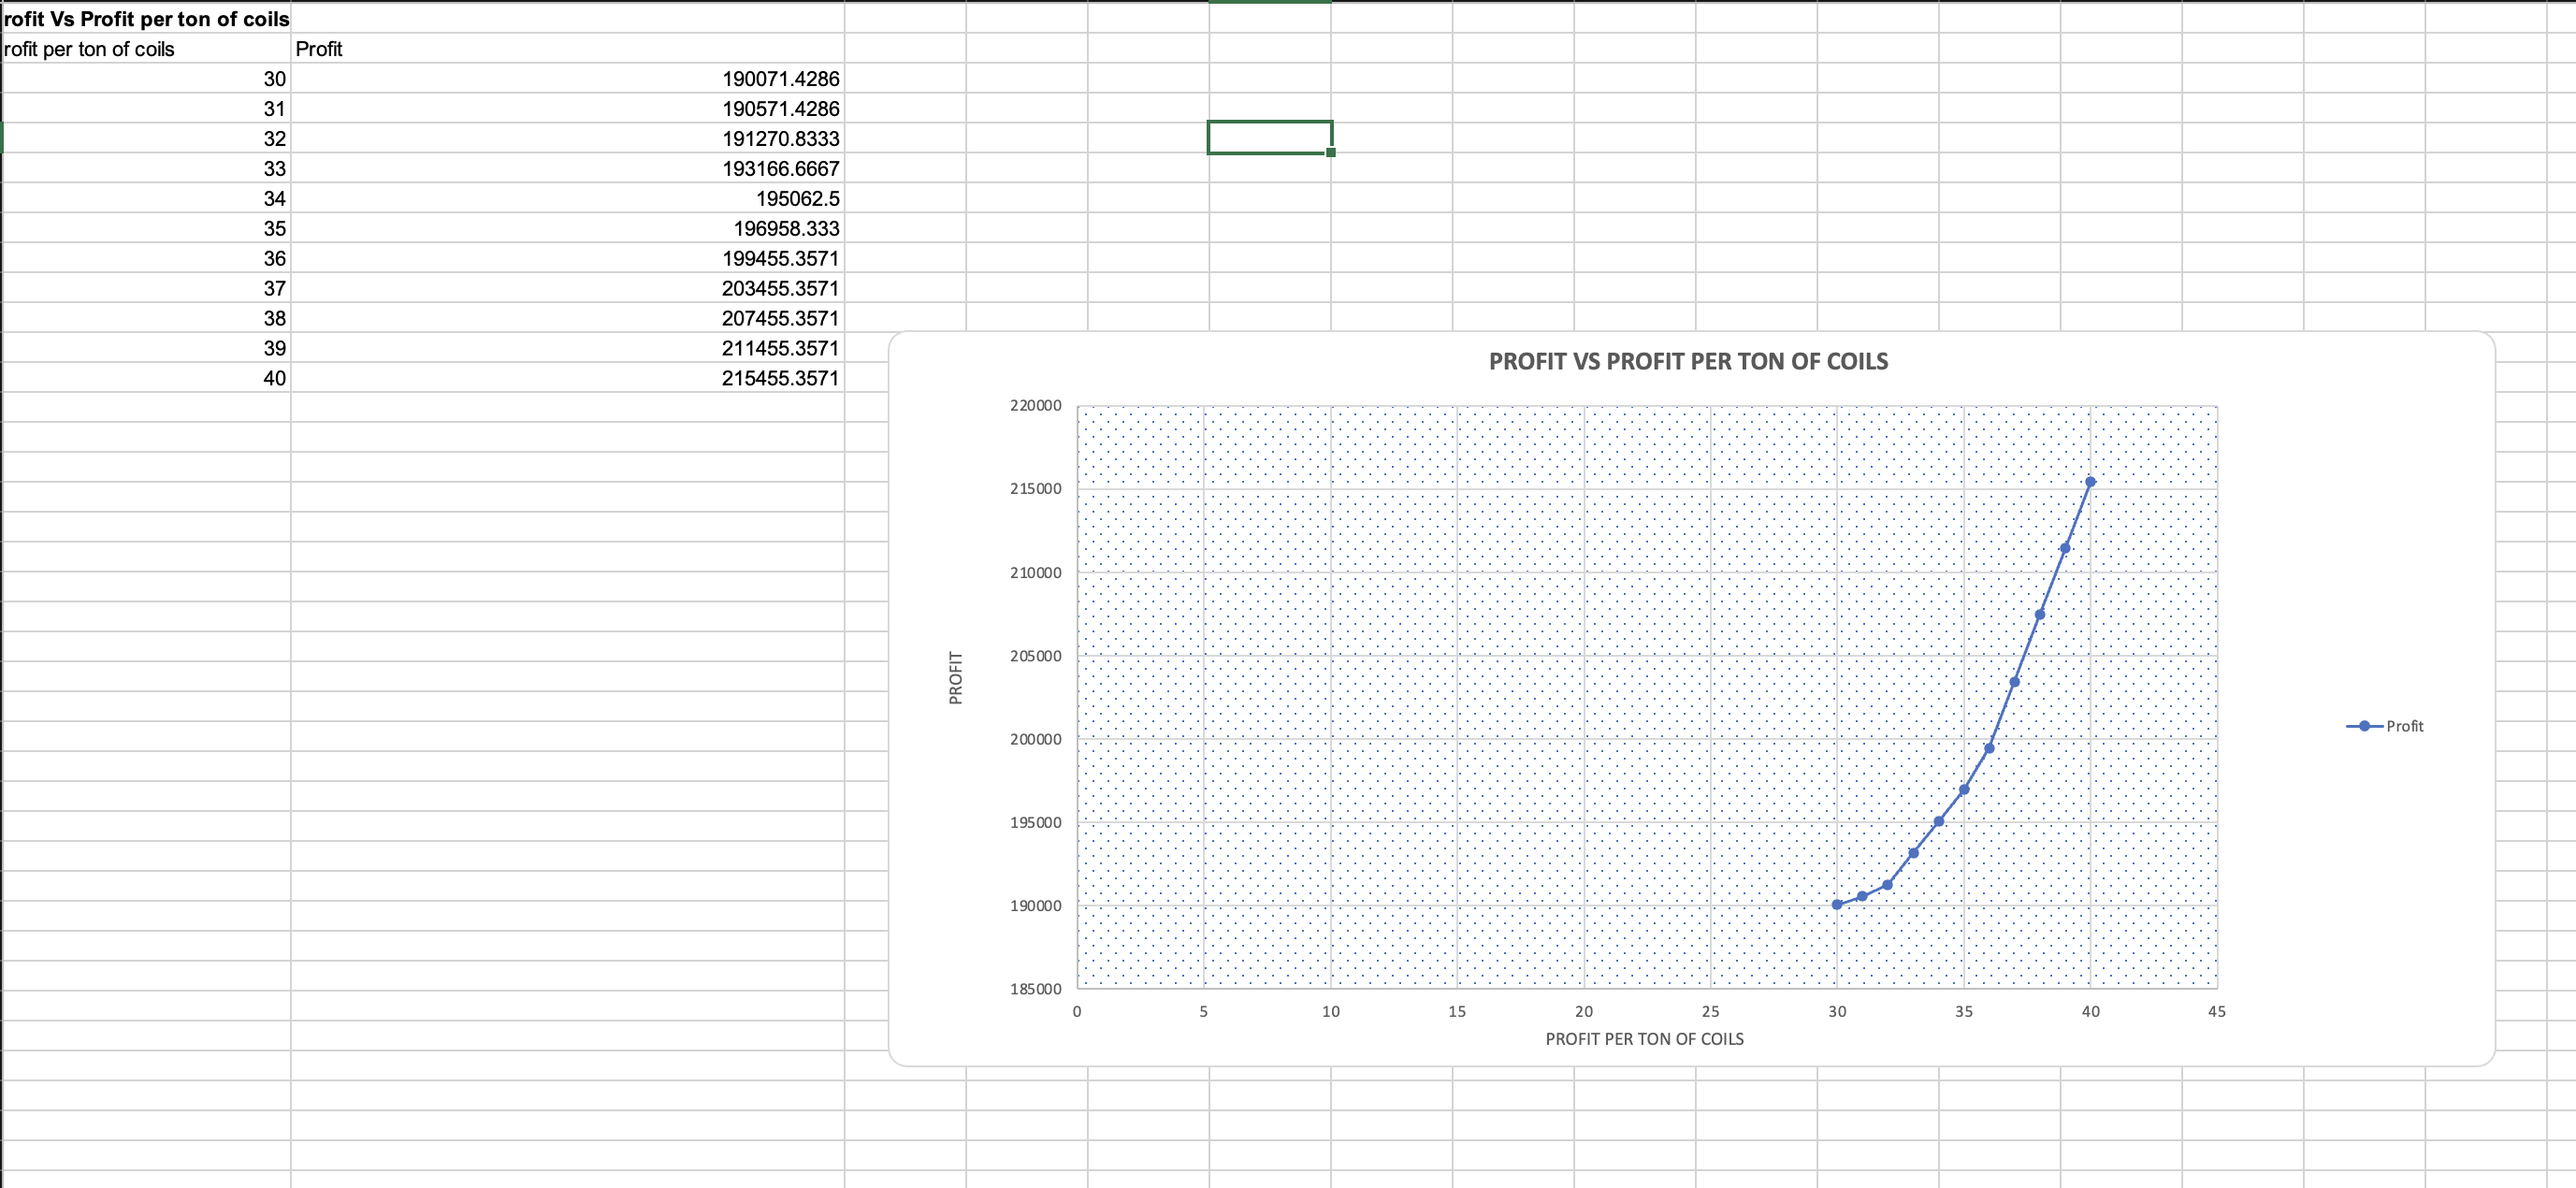 rofit Vs Profit per ton of coils
rofit per ton of coils Profit
30 190071.4286
31 190571.4286
32 191270.8333
33 193166.6667
34 195062.5
35 196958.333
36 199455.3571
37 203455.3571
38 207455.3571
39 211455.3571
40 215455.3571
PROFIT VS PROFIT PER TON OF COILS
220000
215000
210000
205000
200000
195000
190000
185000
PROFIT
0 5 10 15 20 25 30 35 40 45
PROFIT PER TON OF COILS
Profit